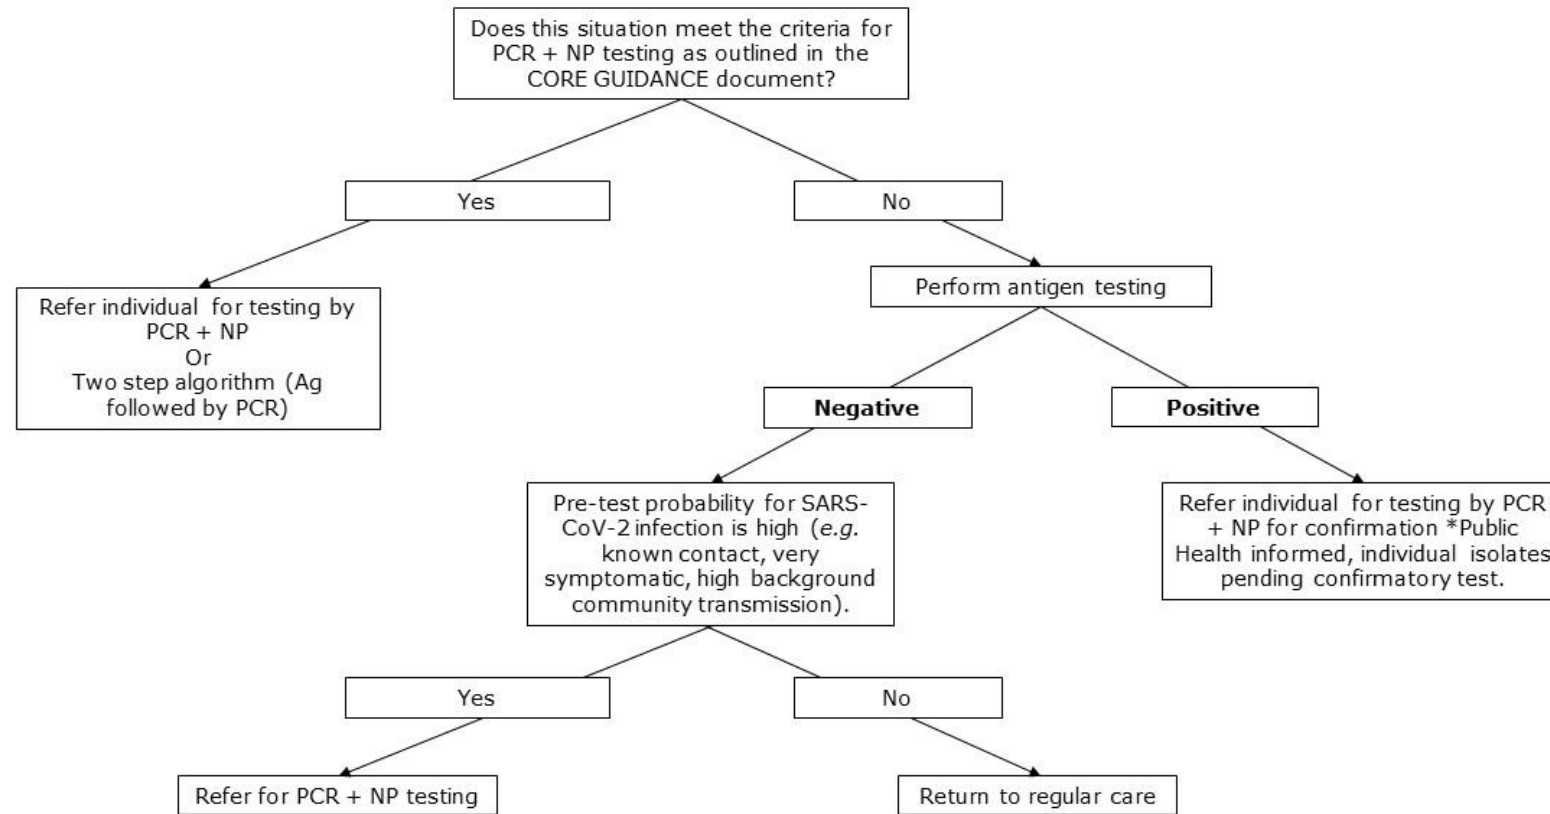 Does this situation meet the criteria for
PCR + NP testing as outlined in the
CORE GUIDANCE document?
Yes
No
Refer individual for testing by
PCR + NP
Or
Two step algorithm (Ag
followed by PCR)
Perform antigen testing
Negative
Positive
Pre-test probability for SARS-
CoV-2 infection is high (e.g.
known contact, very
symptomatic, high background
community transmission).
Refer individual for testing by PCR
+ NP for confirmation *Public
Health informed, individual isolates
pending confirmatory test.
Yes
No
Refer for PCR + NP testing
Return to regular care